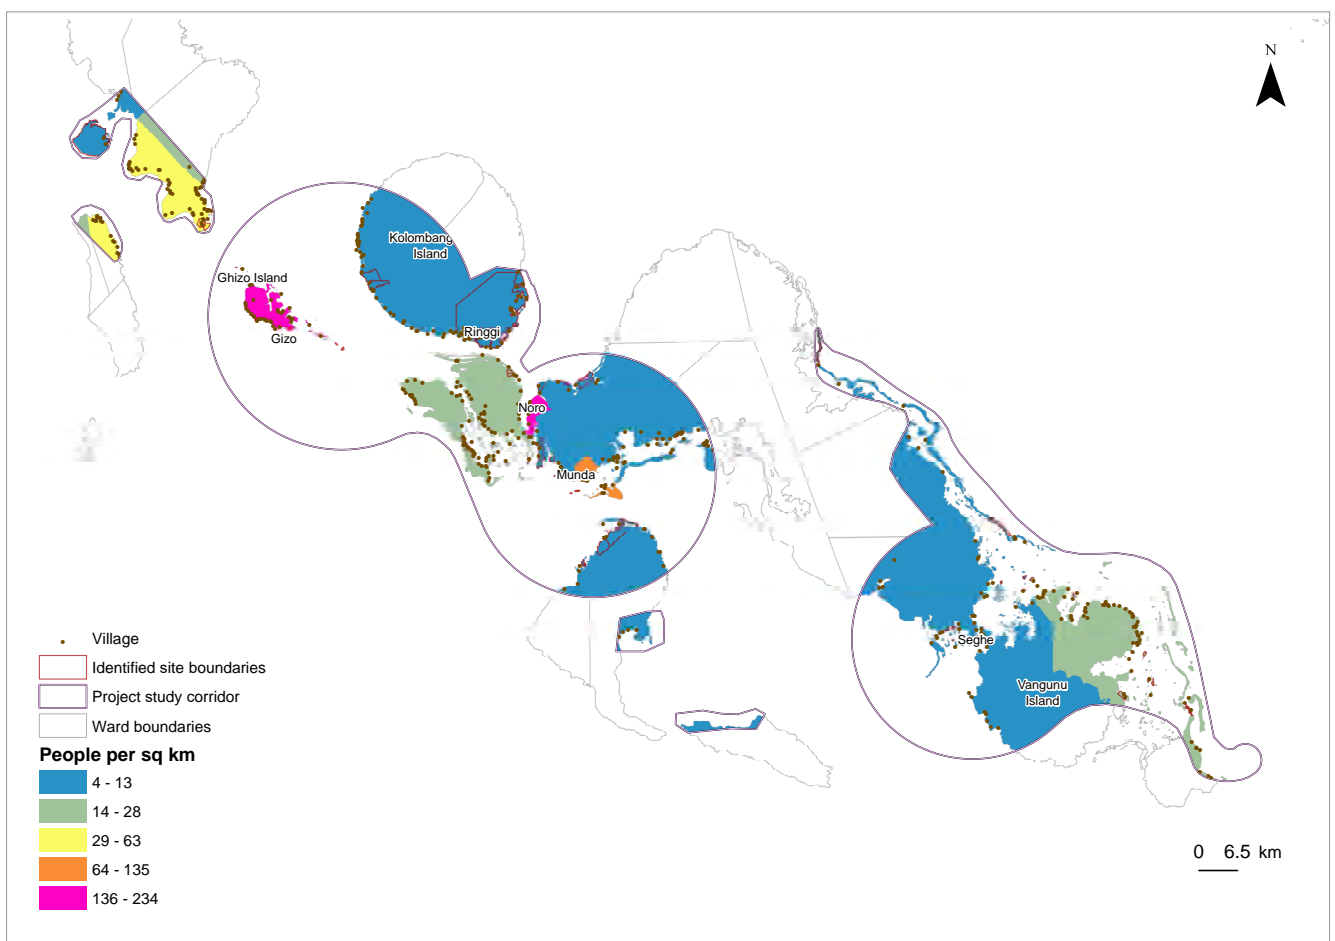 N
Kolombang
Island
Ghizo Island
Gizo
Ringgi
Noro
Munda
Seghe
Vangunu
Island
Village
Identified site boundaries
Project study corridor
Ward boundaries
People per sq km
4 - 13
14 - 28
29 - 63
64 - 135
136 - 234
0 6.5 km